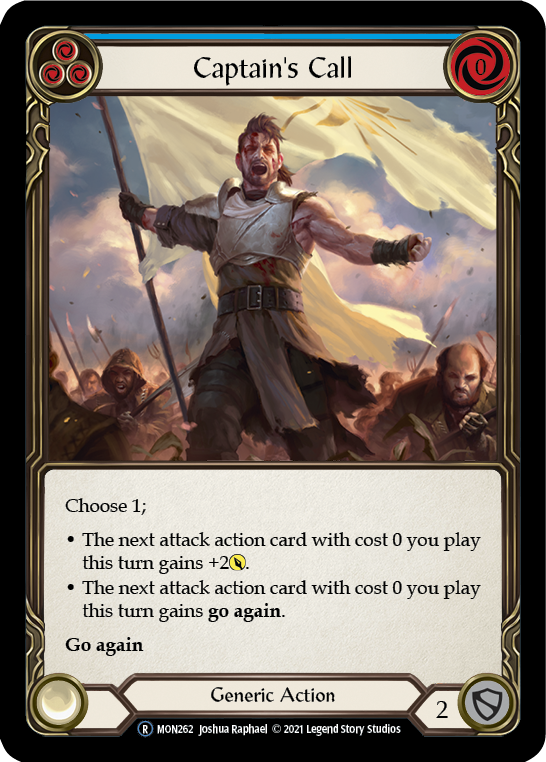 Captain's Call
0
Choose 1;
• The next attack action card with cost 0 you play
this turn gains +2.
• The next attack action card with cost 0 you play
this turn gains go again.
Go again
Generic Action
2
R MON262 Joshua Raphael © 2021 Legend Story Studios